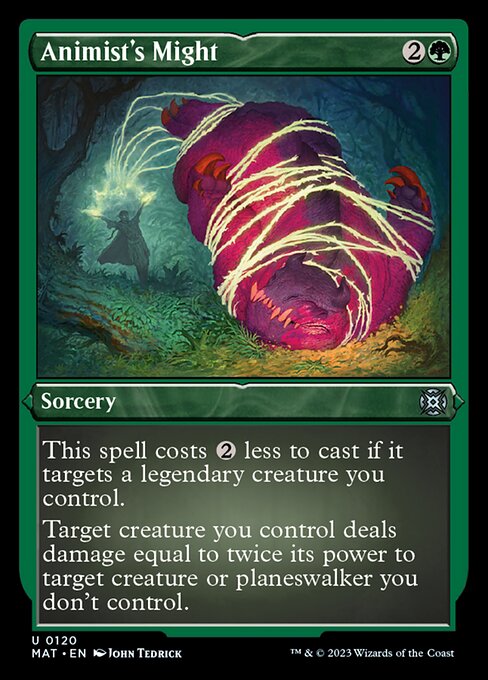 Animist's Might 2
Sorcery
This spell costs 2 less to cast if it
targets a legendary creature you
control.
Target creature you control deals
damage equal to twice its power to
target creature or planeswalker you
don't control.
U 0120
MAT • EN JOHN TEDRICK
™ & © 2023 Wizards of the Coast